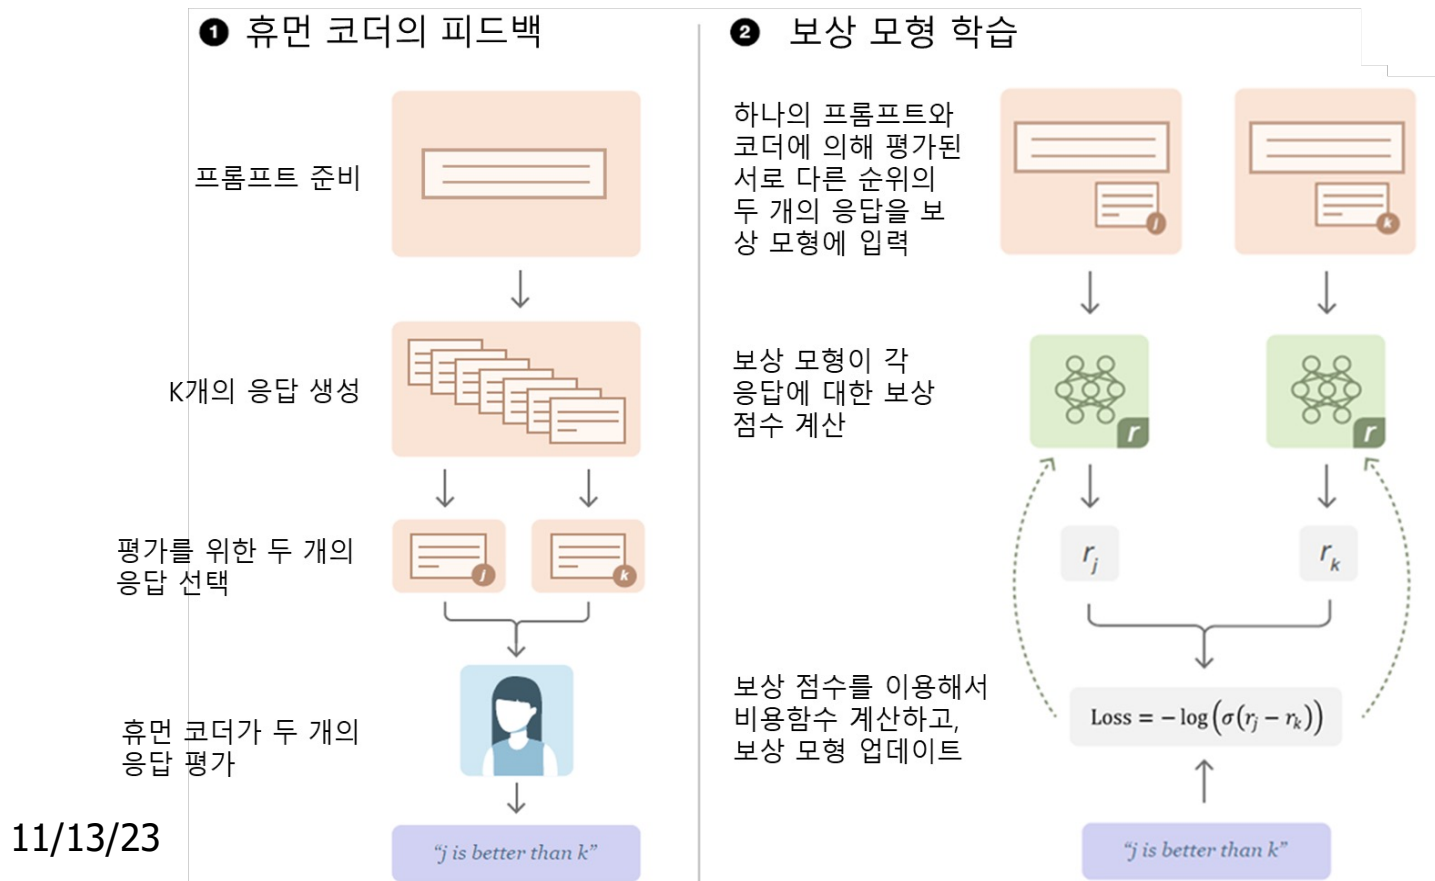 ❶ 휴먼 코더의 피드백
프롬프트 준비
K개의 응답 생성
평가를 위한 두 개의
응답 선택
j
k
휴먼 코더가 두 개의
응답 평가
"j is better than k"
❷ 보상 모형 학습
하나의 프롬프트와
코더에 의해 평가된
서로 다른 순위의
두 개의 응답을 보
상 모형에 입력
j
k
보상 모형이 각
응답에 대한 보상
점수 계산
r
r
r_j
r_k
보상 점수를 이용해서
비용함수 계산하고,
보상 모형 업데이트
Loss = −log(σ(r_j − r_k))
"j is better than k"
11/13/23